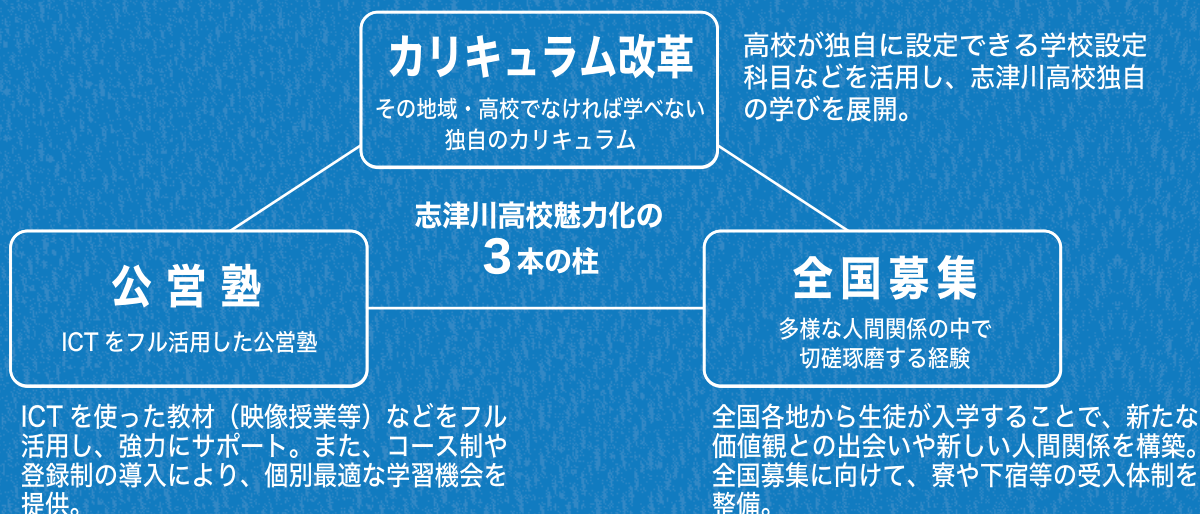 カリキュラム改革
その地域・高校でなければ学べない
独自のカリキュラム
高校が独自に設定できる学校設定
科目などを活用し、志津川高校独自
の学びを展開。
志津川高校魅力化の
3本の柱
公営塾
ICTをフル活用した公営塾
ICTを使った教材（映像授業等）などをフル
活用し、強力にサポート。また、コース制や
登録制の導入により、個別最適な学習機会を
提供。
全国募集
多様な人間関係の中で
切磋琢磨する経験
全国各地から生徒が入学することで、新たな
価値観との出会いや新しい人間関係を構築。
全国募集に向けて、寮や下宿等の受入体制を
整備。